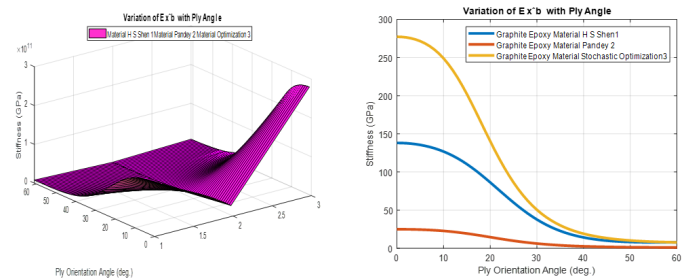 Variation of E x^b with Ply Angle
Material H S Shen 1Material Pandey 2 Material Optimization3
×10^11
Stiffness (GPa)
3
2
1
0
60
50
40
30
20
10
0
1
1.5
2
2.5
3
Ply Orientation Angle (deg.)
Variation of E x^b with Ply Angle
Graphite Epoxy Material H S Shen1
Graphite Epoxy Material Pandey 2
Graphite Epoxy Material Stochastic Optimization3
Stiffness (GPa)
300
250
200
150
100
50
0
0 10 20 30 40 50 60
Ply Orientation Angle (deg.)